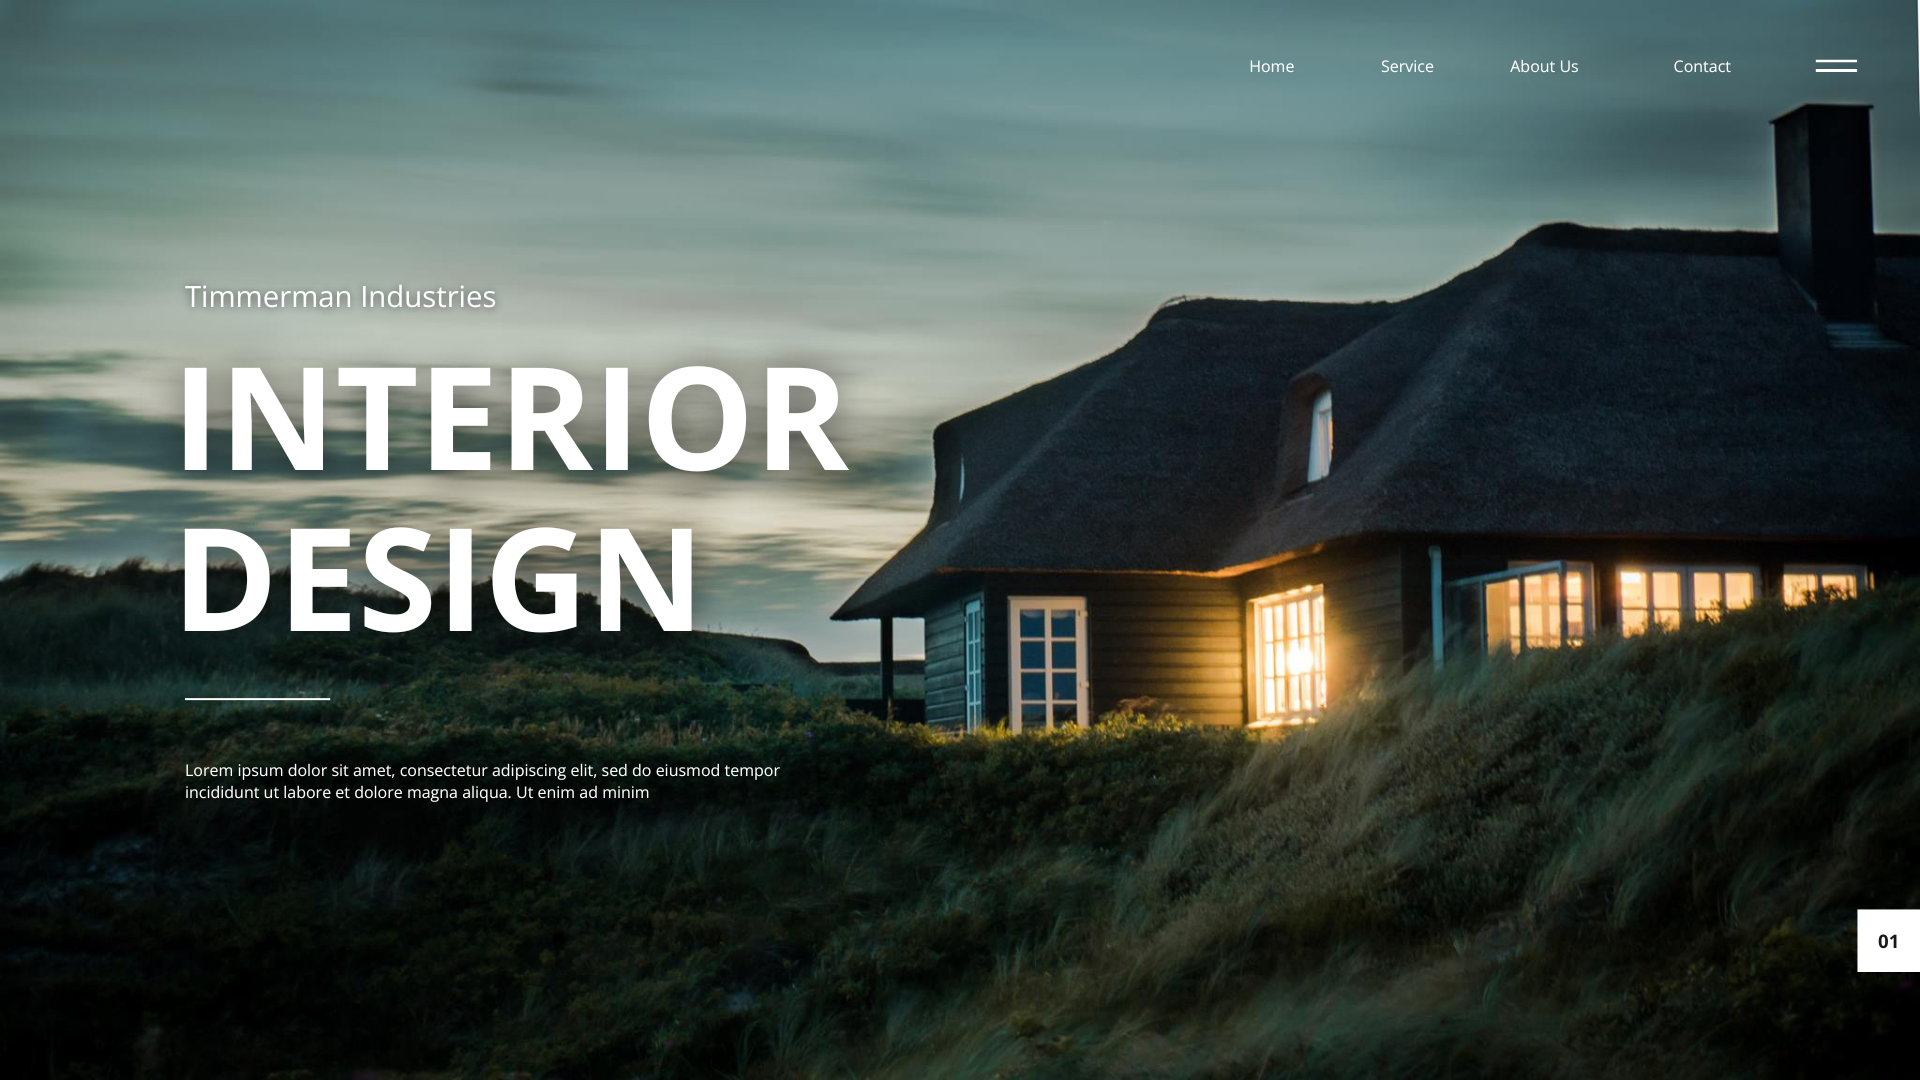 Home Service About Us Contact
Timmerman Industries
INTERIOR
DESIGN
Lorem ipsum dolor sit amet, consectetur adipiscing elit, sed do eiusmod tempor
incididunt ut labore et dolore magna aliqua. Ut enim ad minim
01